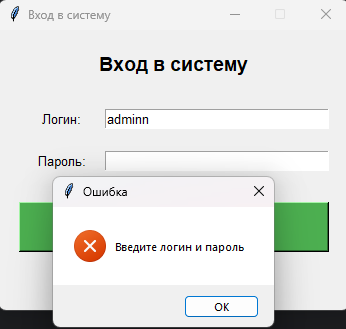 Вход в систему
Вход в систему
Логин:
adminn
Пароль:
Ошибка
Введите логин и пароль
OK